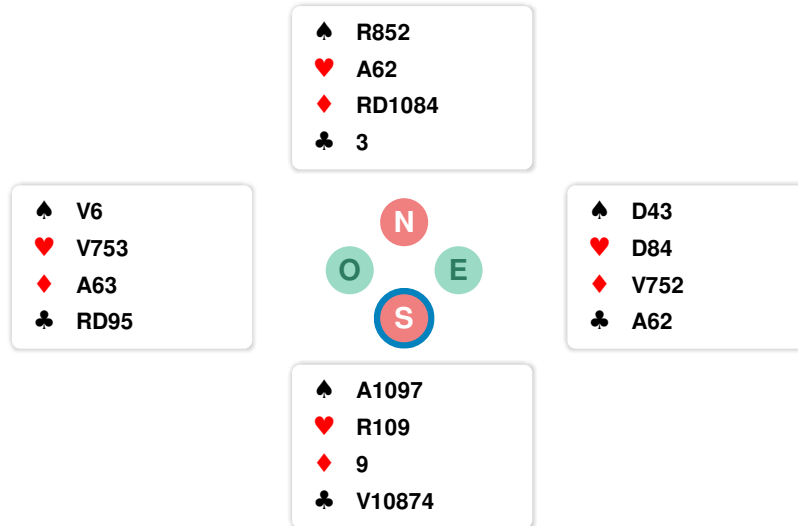 ♠ R852
♥ A62
♦ RD1084
♣ 3
♠ V6
♥ V753
♦ A63
♣ RD95
N
O E
S
♠ D43
♥ D84
♦ V752
♣ A62
♠ A1097
♥ R109
♦ 9
♣ V10874